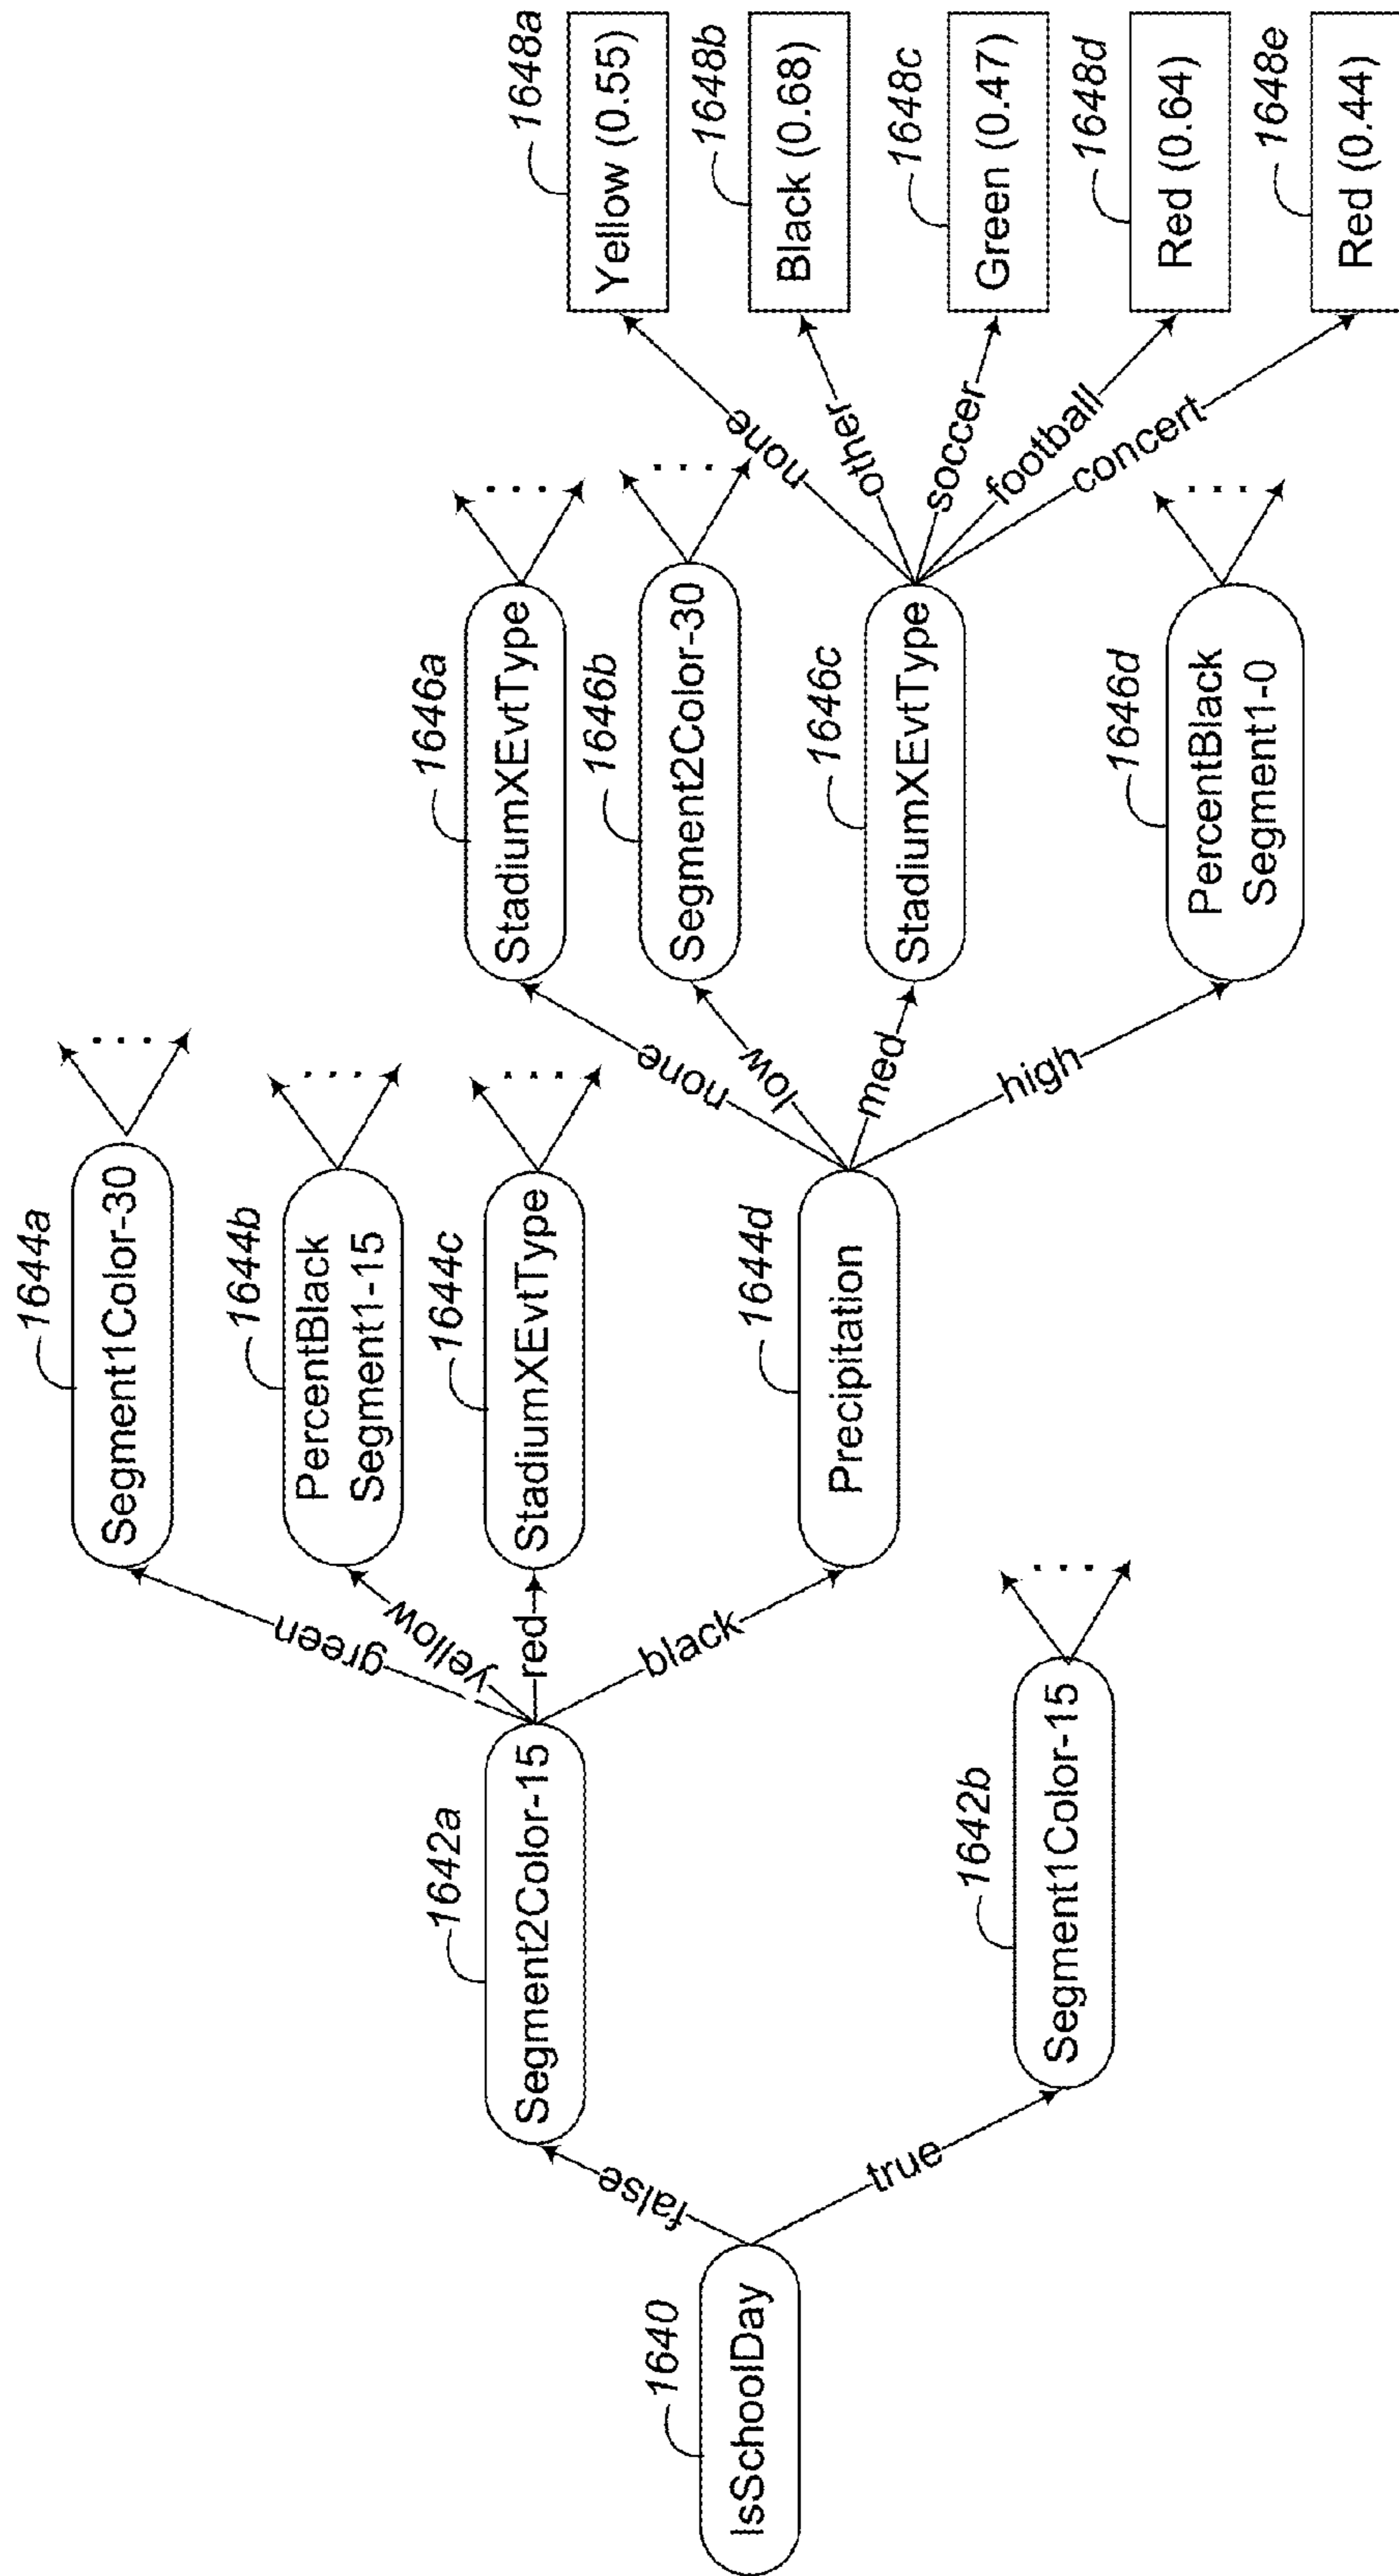 1640
IsSchoolDay
false
true
1642a
Segment2Color-15
1642b
Segment1Color-15
green
yellow
red
black
1644a
Segment1Color-30
. . .
1644b
PercentBlack
Segment1-15
. . .
1644c
StadiumXEvtType
. . .
1644d
Precipitation
. . .
none
low
med
high
1646a
StadiumXEvtType
. . .
1646b
Segment2Color-30
. . .
1646c
StadiumXEvtType
1646d
PercentBlack
Segment1-0
. . .
none
other
soccer
football
concert
1648a
Yellow (0.55)
1648b
Black (0.68)
1648c
Green (0.47)
1648d
Red (0.64)
1648e
Red (0.44)